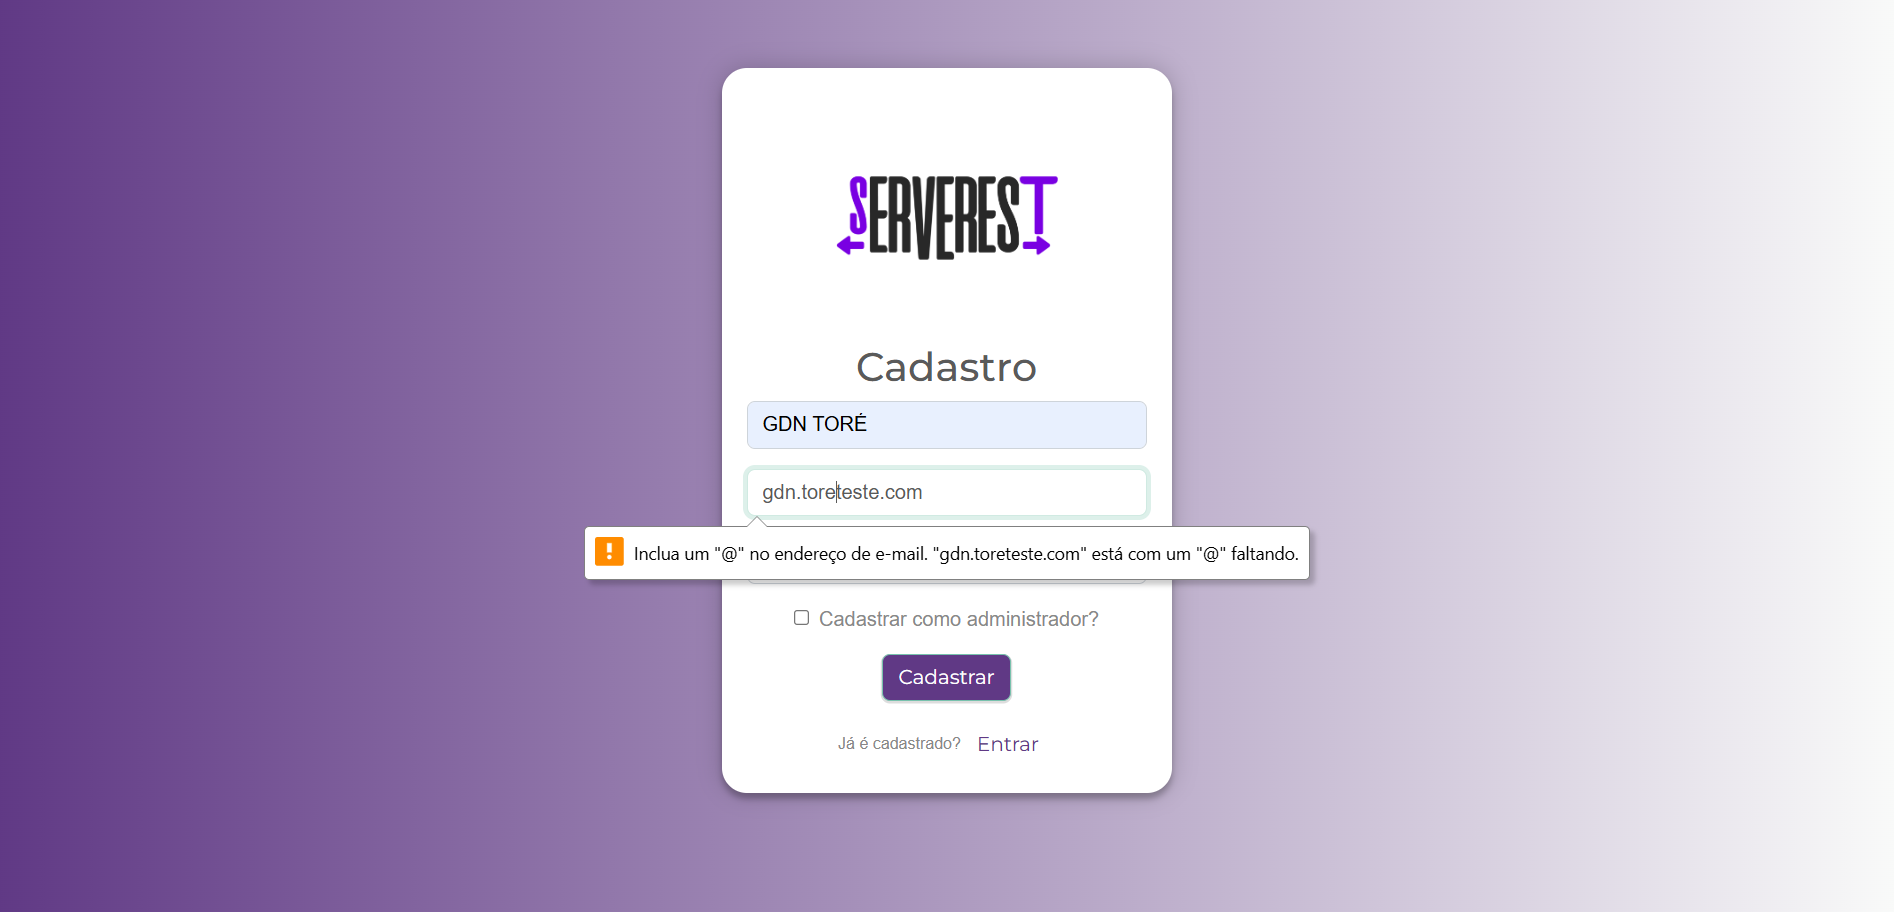 SERVEREST
Cadastro
GDN TORÉ
gdn.toreteste.com
Inclua um "@" no endereço de e-mail. "gdn.toreteste.com" está com um "@" faltando.
Cadastrar como administrador?
Cadastrar
Já é cadastrado? Entrar